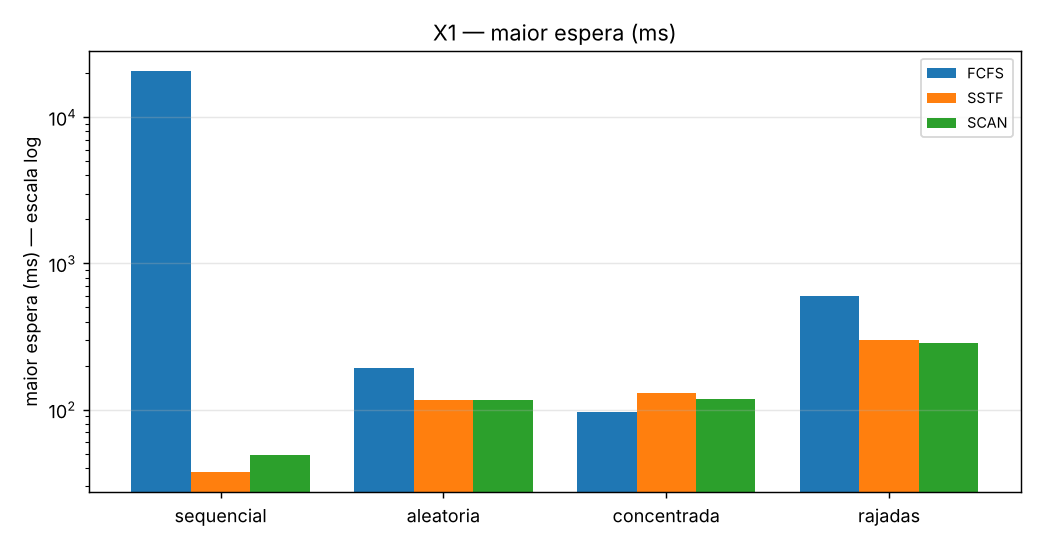 X1 — maior espera (ms)
FCFS
SSTF
SCAN
maior espera (ms) — escala log
10⁴
10³
10²
sequencial
aleatoria
concentrada
rajadas